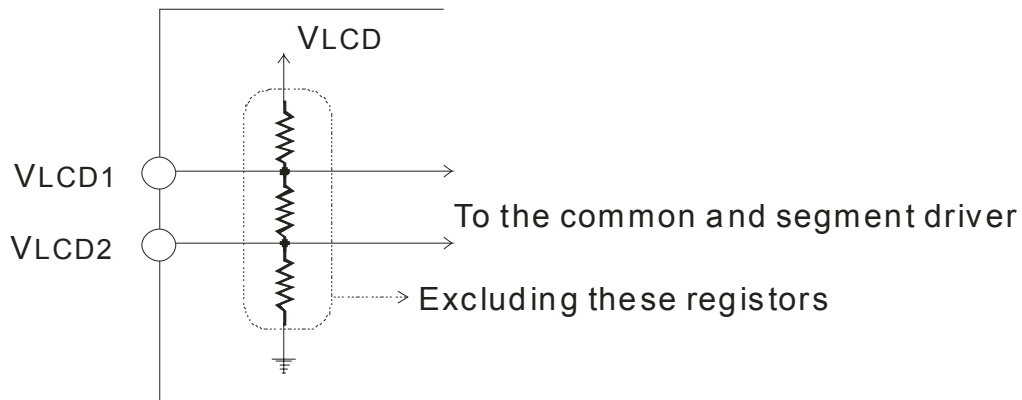 VLCD
VLCD1
To the common and segment driver
VLCD2
Excluding these registors